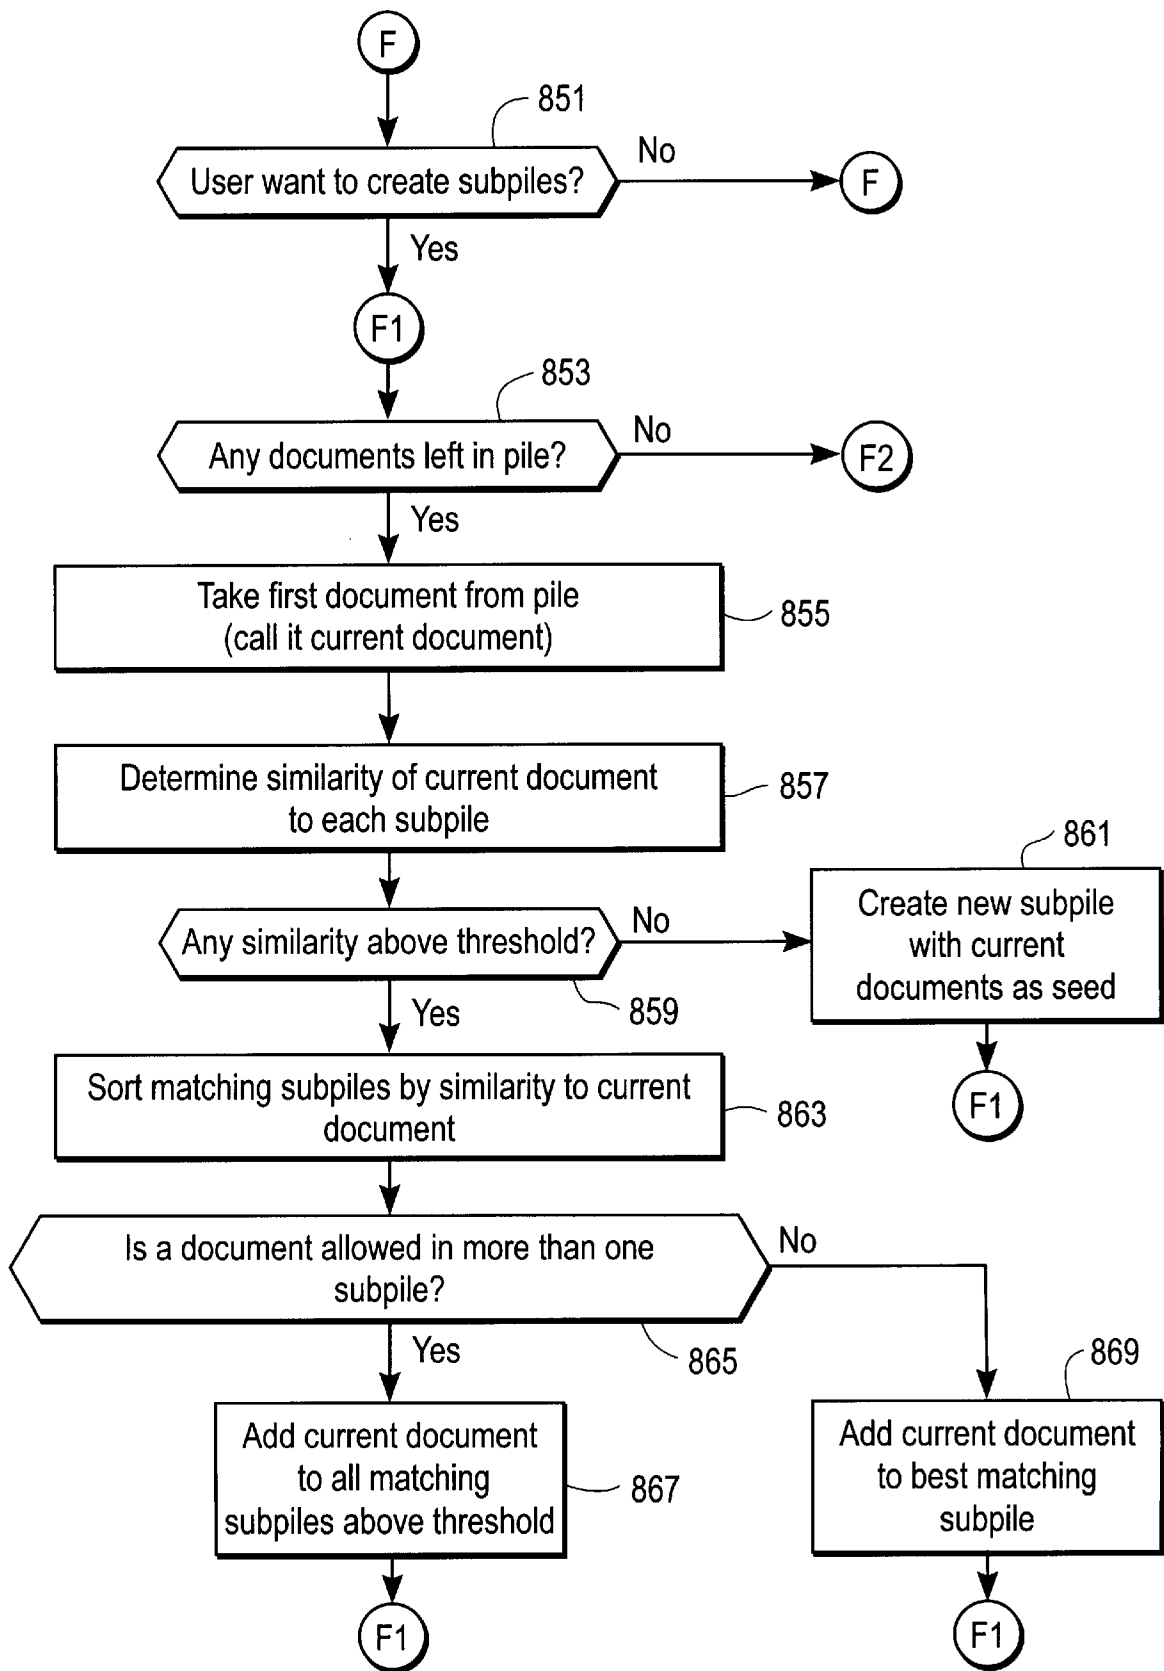 F
851
User want to create subpiles?
No
F
Yes
F1
853
Any documents left in pile?
No
F2
Yes
Take first document from pile
(call it current document)
855
Determine similarity of current document
to each subpile
857
861
Create new subpile
with current
documents as seed
Any similarity above threshold?
No
859
Yes
F1
Sort matching subpiles by similarity to current
document
863
Is a document allowed in more than one
subpile?
No
865
Yes
869
Add current document
to all matching
subpiles above threshold
867
Add current document
to best matching
subpile
F1
F1